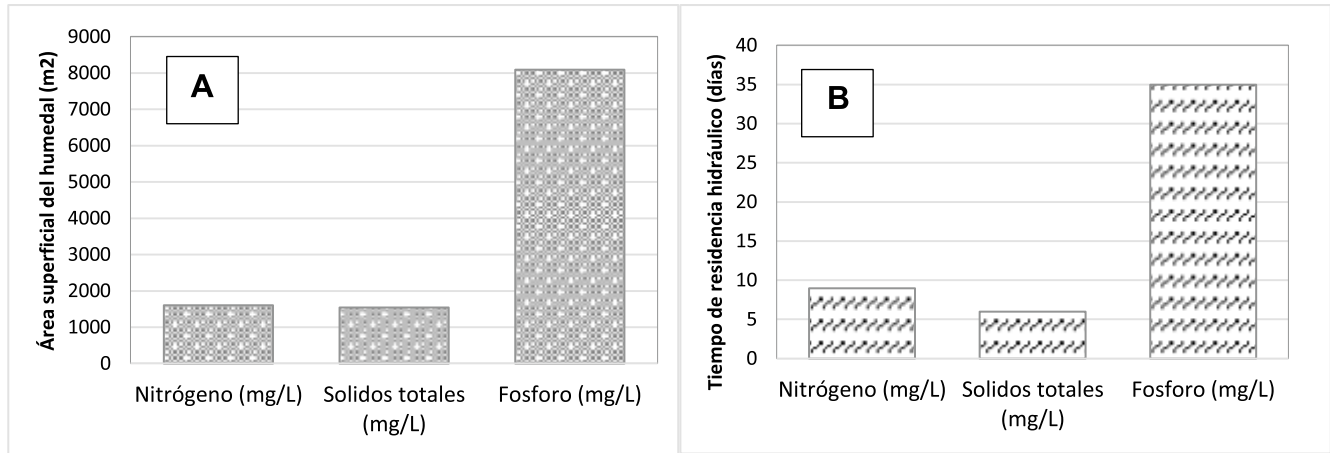 Área superficial del humedal (m2)
9000
8000
7000
6000
5000
4000
3000
2000
1000
0
A
Nitrógeno (mg/L)
Solidos totales
(mg/L)
Fosforo (mg/L)
Tiempo de residencia hidráulico (días)
40
35
30
25
20
15
10
5
0
B
Nitrógeno (mg/L)
Solidos totales
(mg/L)
Fosforo (mg/L)